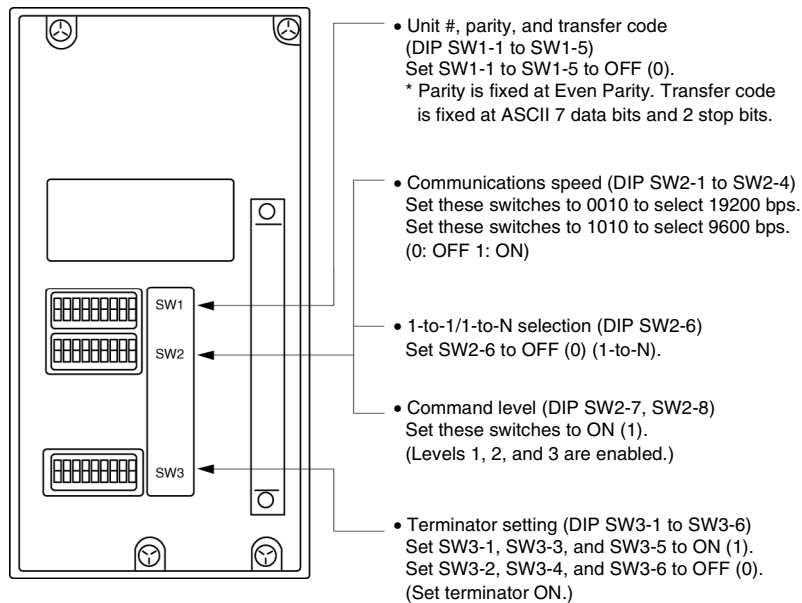 • Unit #, parity, and transfer code
(DIP SW1-1 to SW1-5)
Set SW1-1 to SW1-5 to OFF (0).
* Parity is fixed at Even Parity. Transfer code
is fixed at ASCII 7 data bits and 2 stop bits.
• Communications speed (DIP SW2-1 to SW2-4)
Set these switches to 0010 to select 19200 bps.
Set these switches to 1010 to select 9600 bps.
(0: OFF 1: ON)
SW1
• 1-to-1/1-to-N selection (DIP SW2-6)
Set SW2-6 to OFF (0) (1-to-N).
SW2
• Command level (DIP SW2-7, SW2-8)
Set these switches to ON (1).
(Levels 1, 2, and 3 are enabled.)
SW3
• Terminator setting (DIP SW3-1 to SW3-6)
Set SW3-1, SW3-3, and SW3-5 to ON (1).
Set SW3-2, SW3-4, and SW3-6 to OFF (0).
(Set terminator ON.)